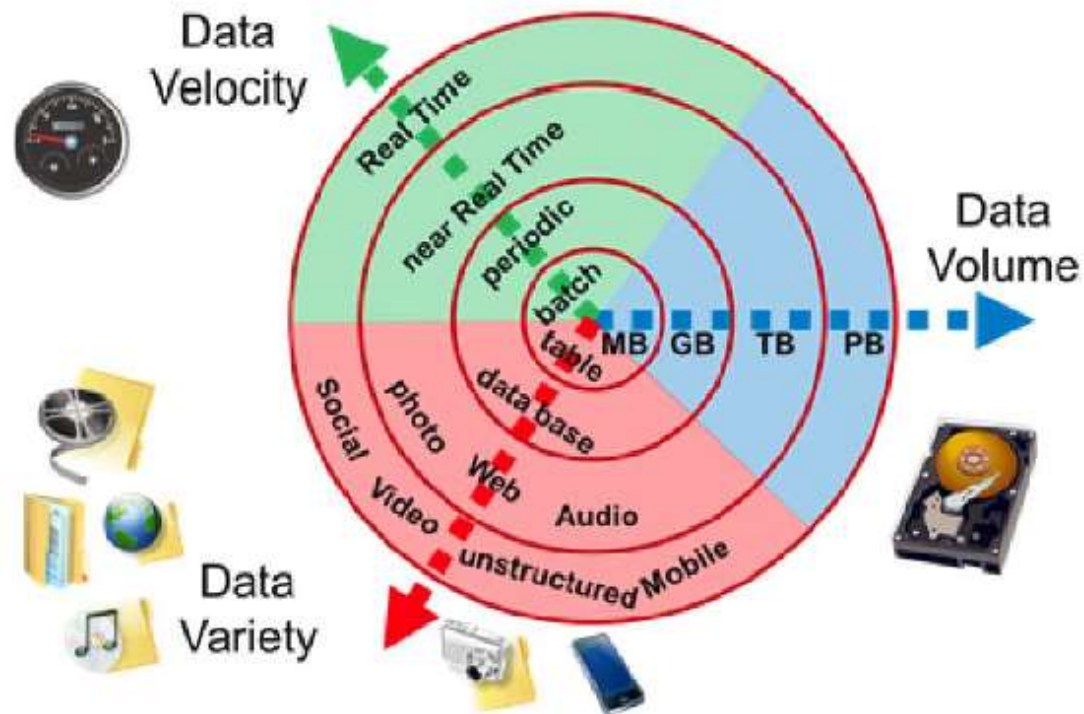 Data
Velocity
Real Time
near Real Time
periodic
batch
Data
Volume
MB GB TB PB
table
data base
photo Web Audio
Social Video unstructured Mobile
Data
Variety